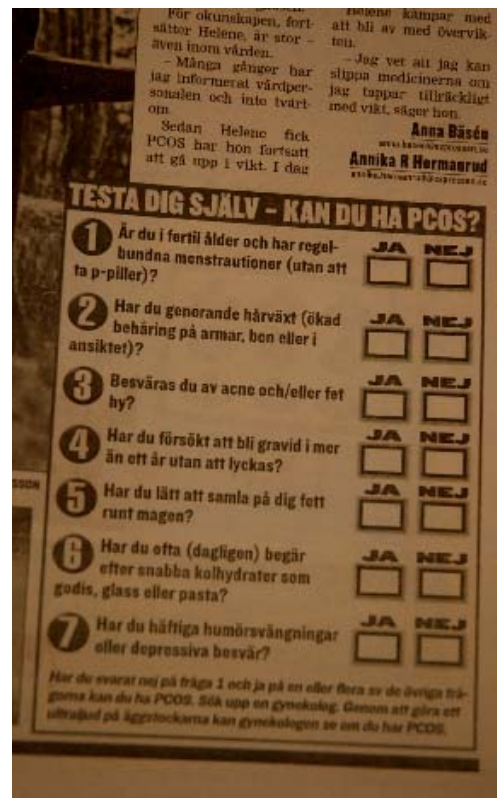 För okunskapen, fort-
sätter Helene, är stor –
även inom vården.
– Många gånger har
jag informerat vårdper-
sonalen och inte tvärt-
om.
Sedan Helene fick
PCOS har hon fortsatt
att gå upp i vikt. I dag
Helene kämpar med
att bli av med övervik-
ten.
– Jag vet att jag kan
slippa medicinerna om
jag tappar tillräckligt
med vikt, säger hon.
Anna Bäsén
Annika R Hermanrud
TESTA DIG SJÄLV – KAN DU HA PCOS?
1 Är du i fertil ålder och har regel-
bundna menstrautioner (utan att
ta p-piller)?
JA NEJ
2 Har du genorande hårväxt (ökad
behåring på armar, ben eller i
ansiktet)?
JA NEJ
3 Besväras du av acne och/eller fet
hy?
JA NEJ
4 Har du försökt att bli gravid i mer
än ett år utan att lyckas?
JA NEJ
5 Har du lätt att samla på dig fett
runt magen?
JA NEJ
6 Har du ofta (dagligen) begär
efter snabba kolhydrater som
godis, glass eller pasta?
JA NEJ
7 Har du häftiga humörsvängningar
eller depressiva besvär?
JA NEJ
Har du svarat nej på fråga 1 och ja på en eller flera av de övriga frå-
gorna kan du ha PCOS. Sök upp en gynekolog. Genom att göra ett
ultraljud på äggstockarna kan gynekologen se om du har PCOS.
SSON